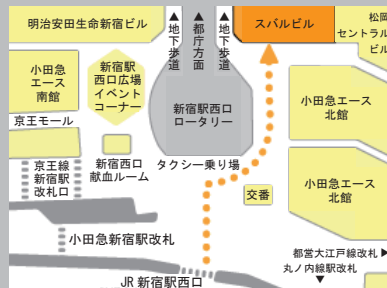 明治安田生命新宿ビル
▲地下歩道
▲都庁方面
▲地下歩道
スバルビル
松岡
セントラル
ビル
小田急
エース
南館
新宿駅
西口広場
イベント
コーナー
新宿駅西口
ロータリー
小田急エース
北館
京王モール
京王線
新宿駅
改札口
新宿西口
献血ルーム
タクシー乗り場
交番
小田急エース
北館
小田急新宿駅改札
都営大江戸線改札▶
丸ノ内線駅改札
▼
JR 新宿駅西口